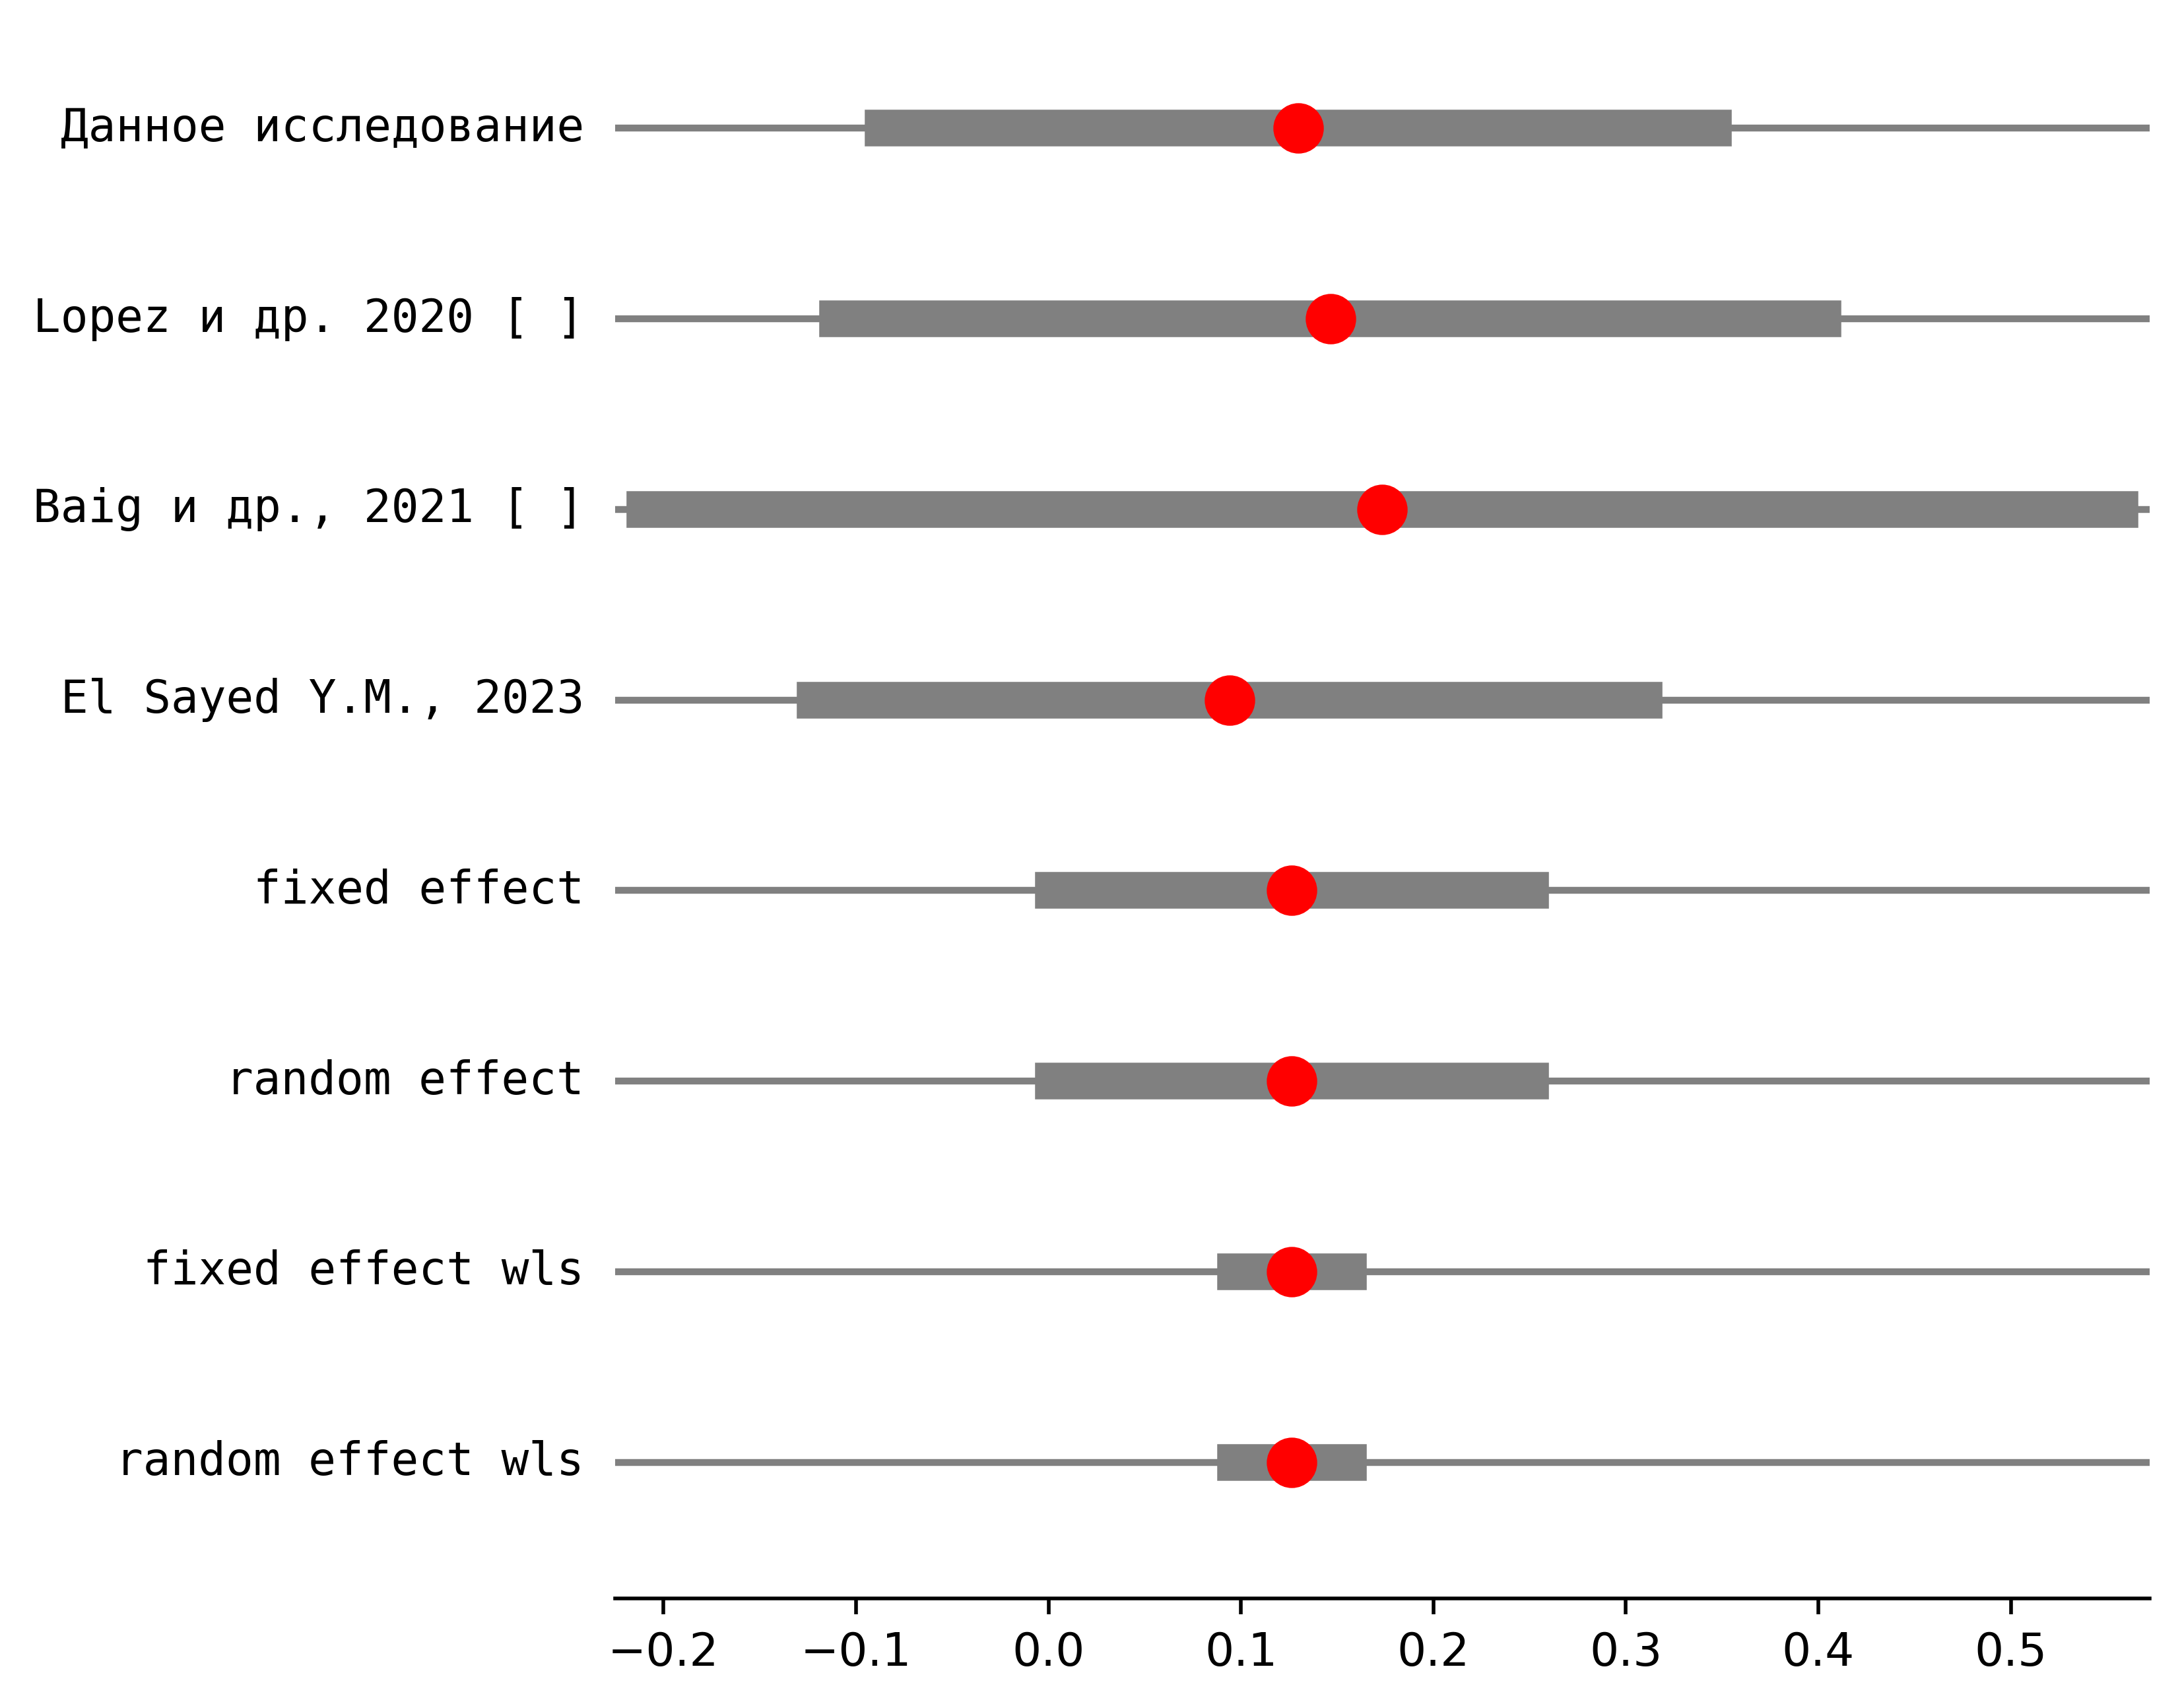 Данное исследование
Lopez и др. 2020 [ ]
Baig и др., 2021 [ ]
El Sayed Y.M., 2023
fixed effect
random effect
fixed effect wls
random effect wls
−0.2 −0.1 0.0 0.1 0.2 0.3 0.4 0.5